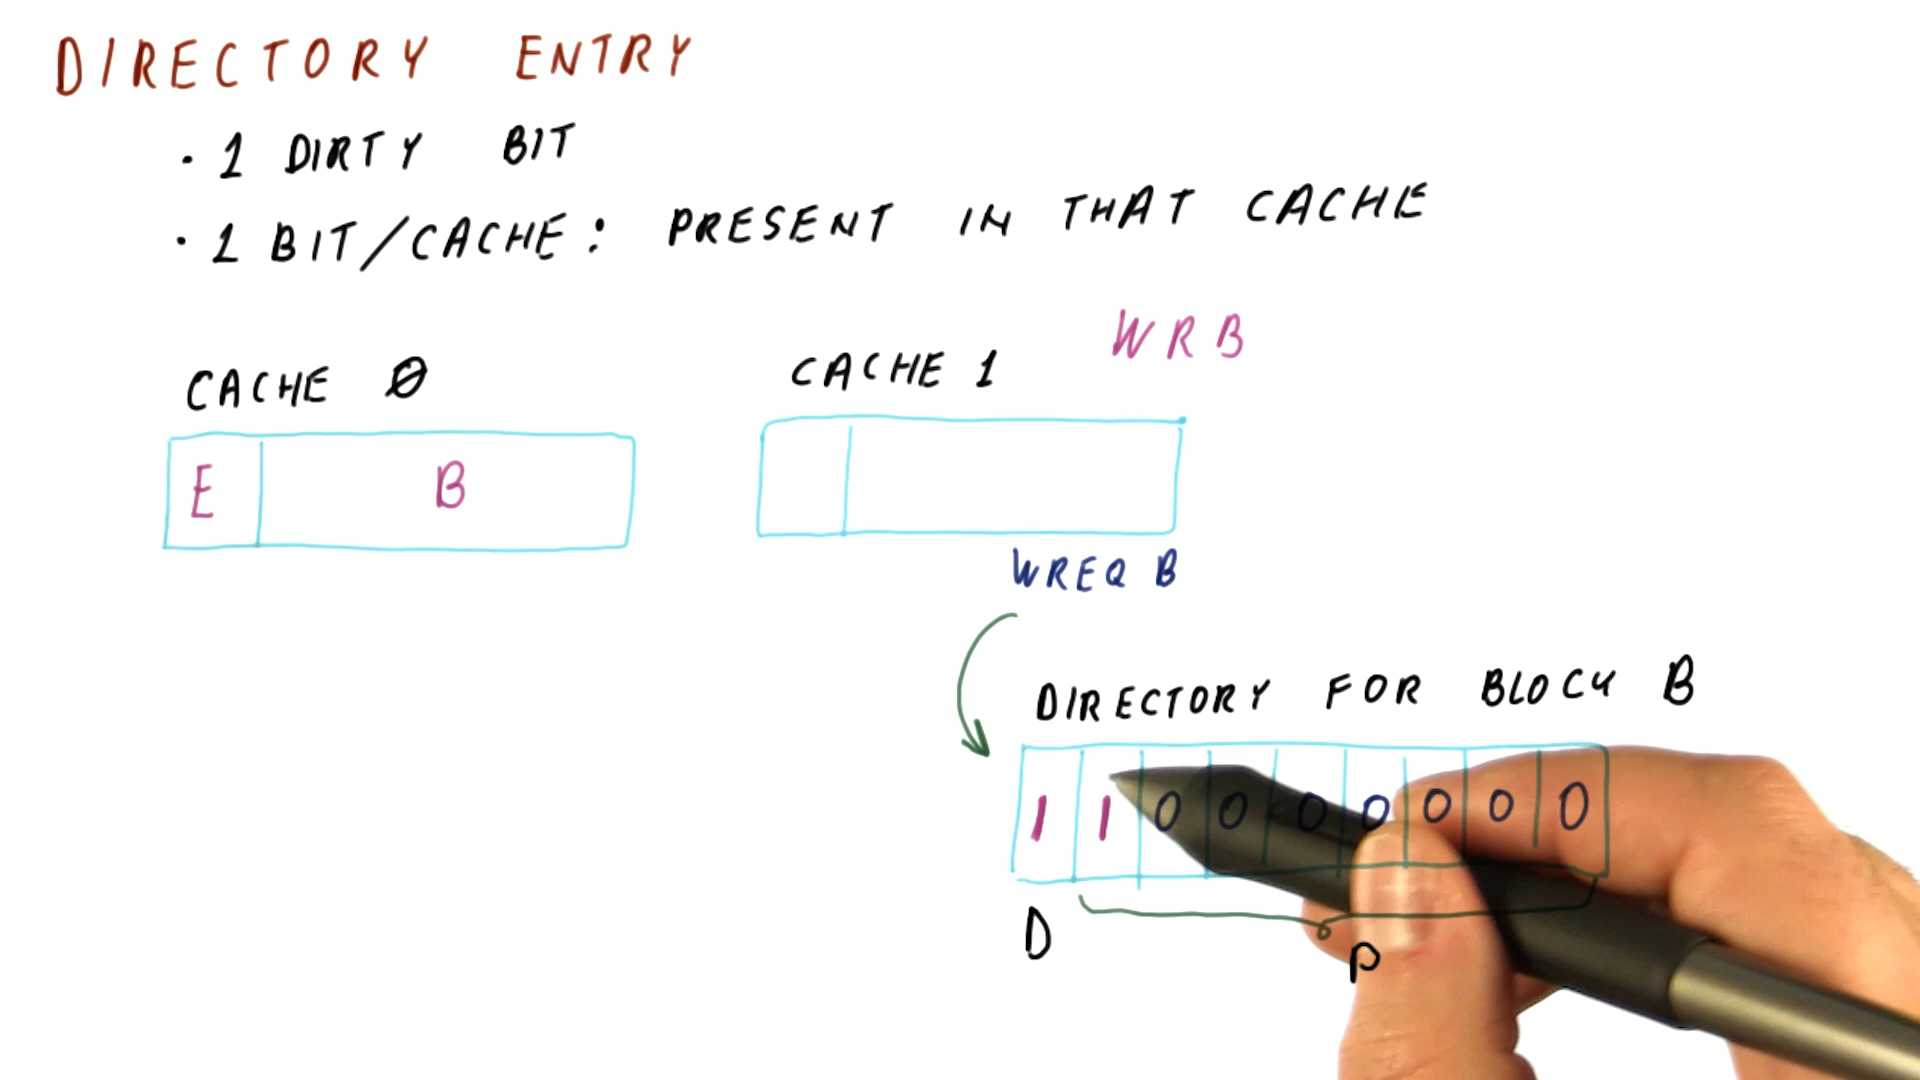 DIRECTORY ENTRY
· 1 DIRTY BIT
· 1 BIT/CACHE: PRESENT IN THAT CACHE
WR B
CACHE 0
CACHE 1
E B
WREQ B
DIRECTORY FOR BLOCK B
1 1 0 0 0 0 0 0 0
D
P